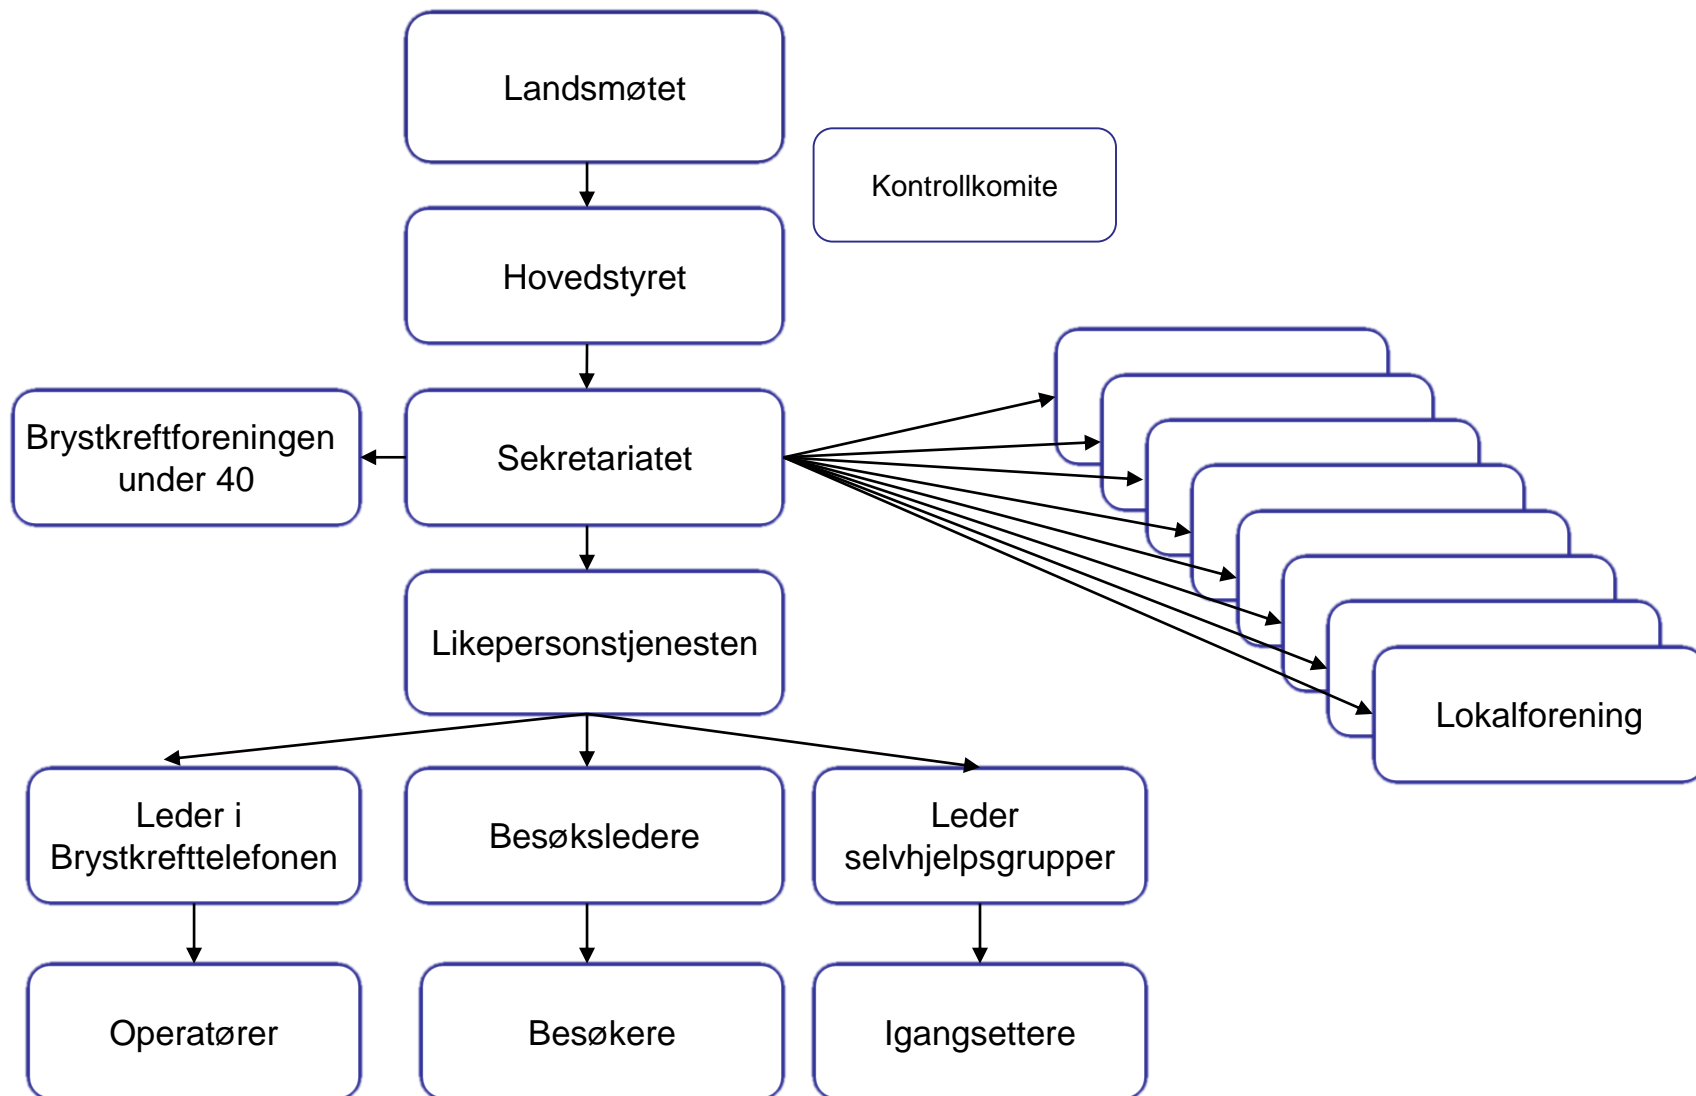 Landsmøtet
Kontrollkomite
Hovedstyret
Brystkreftforeningen
under 40
Sekretariatet
Likepersonstjenesten
Lokalforening
Leder i
Brystkrefttelefonen
Besøksledere
Leder
selvhjelpsgrupper
Operatører
Besøkere
Igangsettere